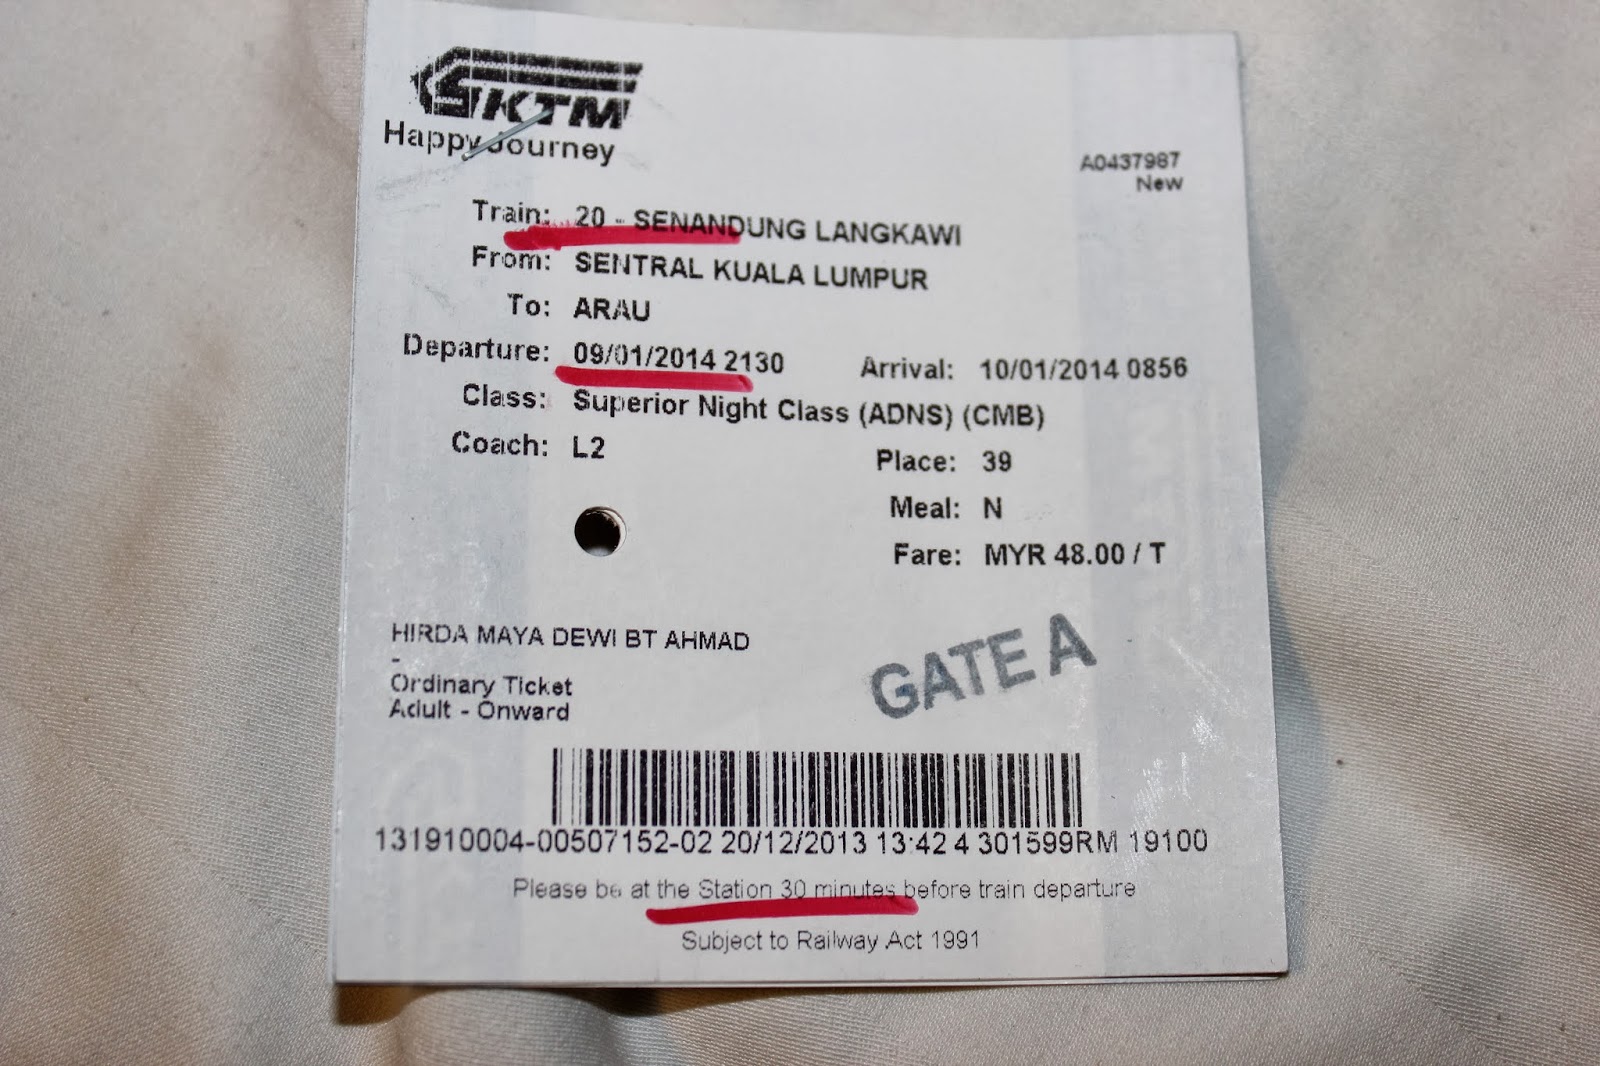 KTM
Happy Journey
A0437987
New
Train: 20 - SENANDUNG LANGKAWI
From: SENTRAL KUALA LUMPUR
To: ARAU
Departure: 09/01/2014 2130 Arrival: 10/01/2014 0856
Class: Superior Night Class (ADNS) (CMB)
Coach: L2 Place: 39
Meal: N
Fare: MYR 48.00 / T
HIRDA MAYA DEWI BT AHMAD
-
Ordinary Ticket
Adult - Onward
GATE A
131910004-00507152-02 20/12/2013 13:42 4 301599RM 19100
Please be at the Station 30 minutes before train departure
Subject to Railway Act 1991